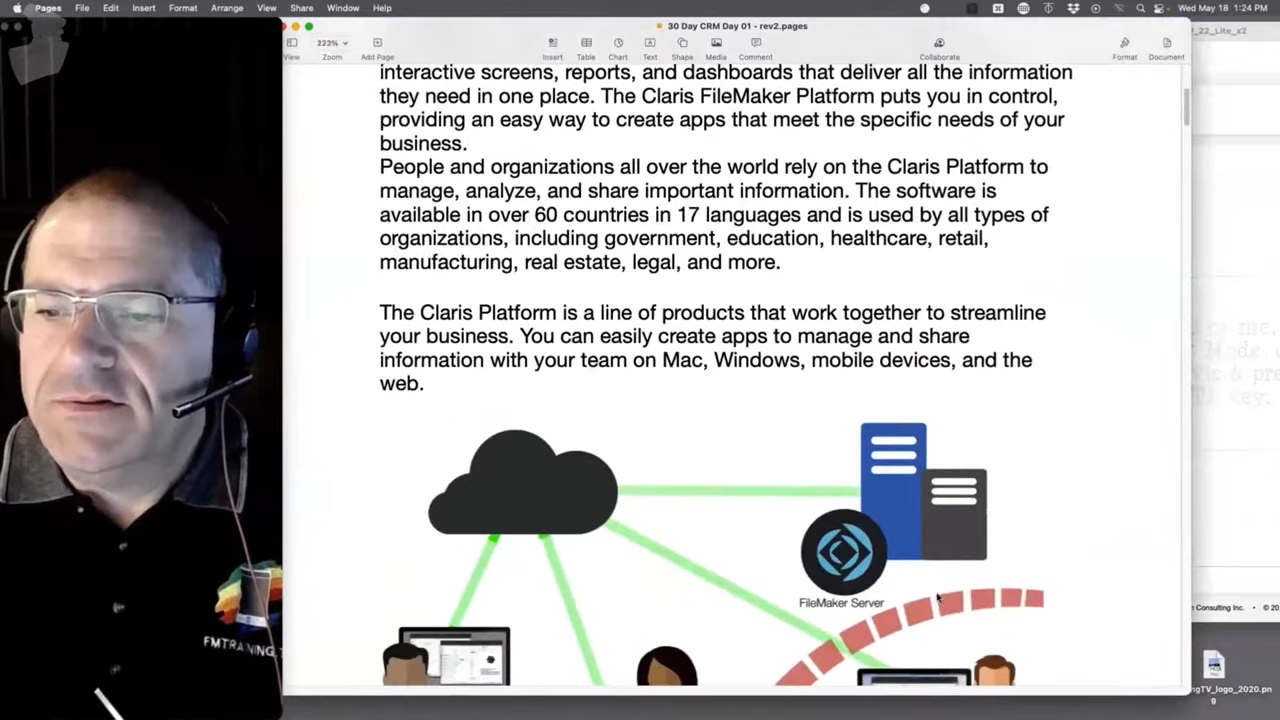 Pages File Edit Insert Format Arrange View Share Window Help
Wed May 18 1:24 PM
30 Day CRM Day 01 - rev2.pages
_22_Lite_x2
223%
View Zoom Add Page Insert Table Chart Text Shape Media Comment Collaborate Format Document
interactive screens, reports, and dashboards that deliver all the information
they need in one place. The Claris FileMaker Platform puts you in control,
providing an easy way to create apps that meet the specific needs of your
business.
People and organizations all over the world rely on the Claris Platform to
manage, analyze, and share important information. The software is
available in over 60 countries in 17 languages and is used by all types of
organizations, including government, education, healthcare, retail,
manufacturing, real estate, legal, and more.
The Claris Platform is a line of products that work together to streamline
your business. You can easily create apps to manage and share
information with your team on Mac, Windows, mobile devices, and the
web.
FileMaker Server
FMTRAINING.T
n Consulting Inc. • © 20
ngTV_logo_2020.pn
g